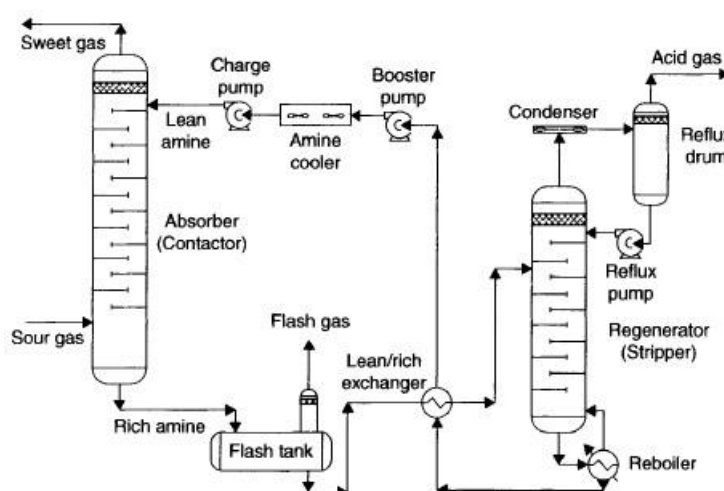 Sweet gas
Charge
pump
Booster
pump
Acid gas
Condenser
Reflux
drum
Lean
amine
Amine
cooler
Absorber
(Contactor)
Reflux
pump
Sour gas
Flash gas
Lean/rich
exchanger
Regenerator
(Stripper)
Rich amine
Flash tank
Reboiler